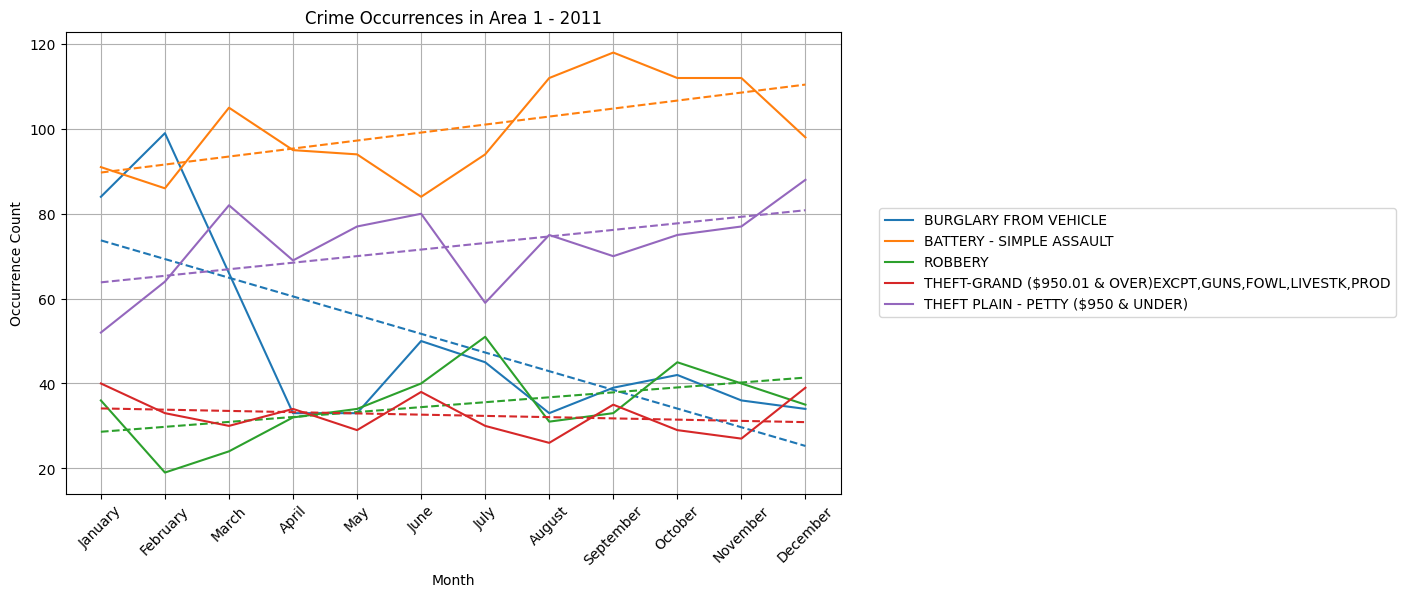 Crime Occurrences in Area 1 - 2011
Occurrence Count
120
100
80
60
40
20
January
February
March
April
May
June
July
August
September
October
November
December
Month
BURGLARY FROM VEHICLE
BATTERY - SIMPLE ASSAULT
ROBBERY
THEFT-GRAND ($950.01 & OVER)EXCPT,GUNS,FOWL,LIVESTK,PROD
THEFT PLAIN - PETTY ($950 & UNDER)